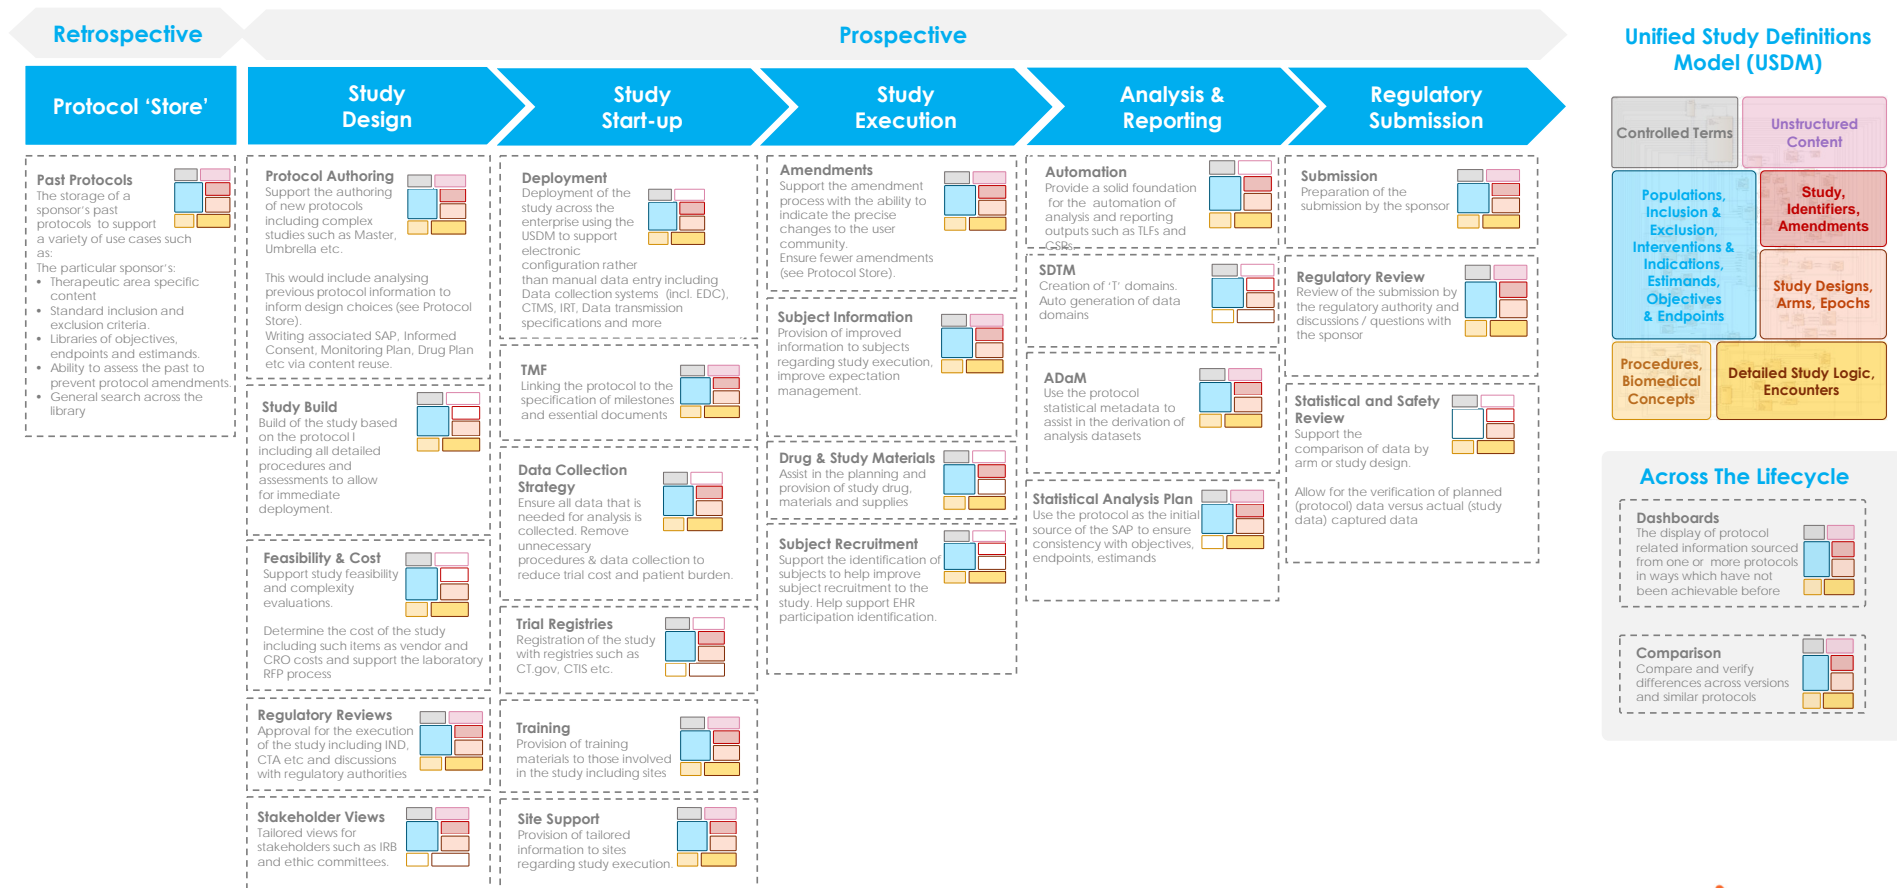 Retrospective
Prospective
Protocol ‘Store’
Study
Design
Study
Start-up
Study
Execution
Analysis &
Reporting
Regulatory
Submission
Past Protocols
The storage of a
sponsor’s past
protocols to support
a variety of use cases such
as:
The particular sponsor’s:
• Therapeutic area specific
content
• Standard inclusion and
exclusion criteria.
• Libraries of objectives,
endpoints and estimands.
• Ability to assess the past to
prevent protocol amendments.
• General search across the
library
Protocol Authoring
Support the authoring
of new protocols
including complex
studies such as Master,
Umbrella etc.
This would include analysing
previous protocol information to
inform design choices (see Protocol
Store).
Writing associated SAP, Informed
Consent, Monitoring Plan, Drug Plan
etc via content reuse.
Study Build
Build of the study based
on the protocol I
including all detailed
procedures and
assessments to allow
for immediate
deployment.
Feasibility & Cost
Support study feasibility
and complexity
evaluations.
Determine the cost of the study
including such items as vendor and
CRO costs and support the laboratory
RFP process
Regulatory Reviews
Approval for the execution
of the study including IND,
CTA etc and discussions
with regulatory authorities
Stakeholder Views
Tailored views for
stakeholders such as IRB
and ethic committees.
Deployment
Deployment of the
study across the
enterprise using the
USDM to support
electronic
configuration rather
than manual data entry including
Data collection systems (incl. EDC),
CTMS, IRT, Data transmission
specifications and more
TMF
Linking the protocol to the
specification of milestones
and essential documents
Data Collection
Strategy
Ensure all data that is
needed for analysis is
collected. Remove
unnecessary
procedures & data collection to
reduce trial cost and patient burden.
Trial Registries
Registration of the study
with registries such as
CT.gov, CTIS etc.
Training
Provision of training
materials to those involved
in the study including sites
Site Support
Provision of tailored
information to sites
regarding study execution.
Amendments
Support the amendment
process with the ability to
indicate the precise
changes to the user
community.
Ensure fewer amendments
(see Protocol Store).
Subject Information
Provision of improved
information to subjects
regarding study execution,
improve expectation
management.
Drug & Study Materials
Assist in the planning and
provision of study drug,
materials and supplies
Subject Recruitment
Support the identification of
subjects to help improve
subject recruitment to the
study. Help support EHR
participation identification.
Automation
Provide a solid foundation
for the automation of
analysis and reporting
outputs such as TLFs and
CSRs.
SDTM
Creation of ‘T’ domains.
Auto generation of data
domains
ADaM
Use the protocol
statistical metadata to
assist in the derivation of
analysis datasets
Statistical Analysis Plan
Use the protocol as the initial
source of the SAP to ensure
consistency with objectives,
endpoints, estimands
Submission
Preparation of the
submission by the sponsor
Regulatory Review
Review of the submission by
the regulatory authority and
discussions / questions with
the sponsor
Statistical and Safety
Review
Support the
comparison of data by
arm or study design.
Allow for the verification of planned
(protocol) data versus actual (study
data) captured data
Unified Study Definitions
Model (USDM)
Controlled Terms
Unstructured
Content
Populations,
Inclusion &
Exclusion,
Interventions &
Indications,
Estimands,
Objectives
& Endpoints
Study,
Identifiers,
Amendments
Study Designs,
Arms, Epochs
Procedures,
Biomedical
Concepts
Detailed Study Logic,
Encounters
Across The Lifecycle
Dashboards
The display of protocol
related information sourced
from one or more protocols
in ways which have not
been achievable before
Comparison
Compare and verify
differences across versions
and similar protocols